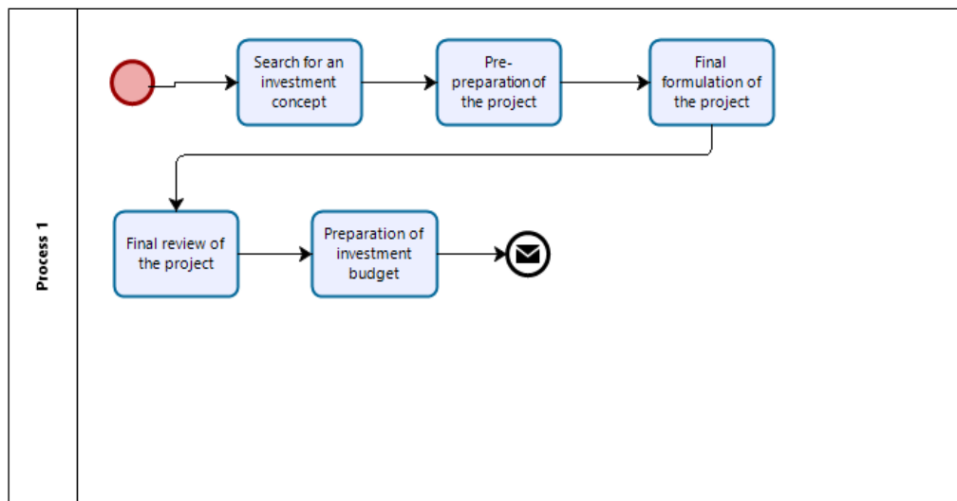 Process 1
Search for an
investment
concept
Pre-
preparation of
the project
Final
formulation of
the project
Final review of
the project
Preparation of
investment
budget